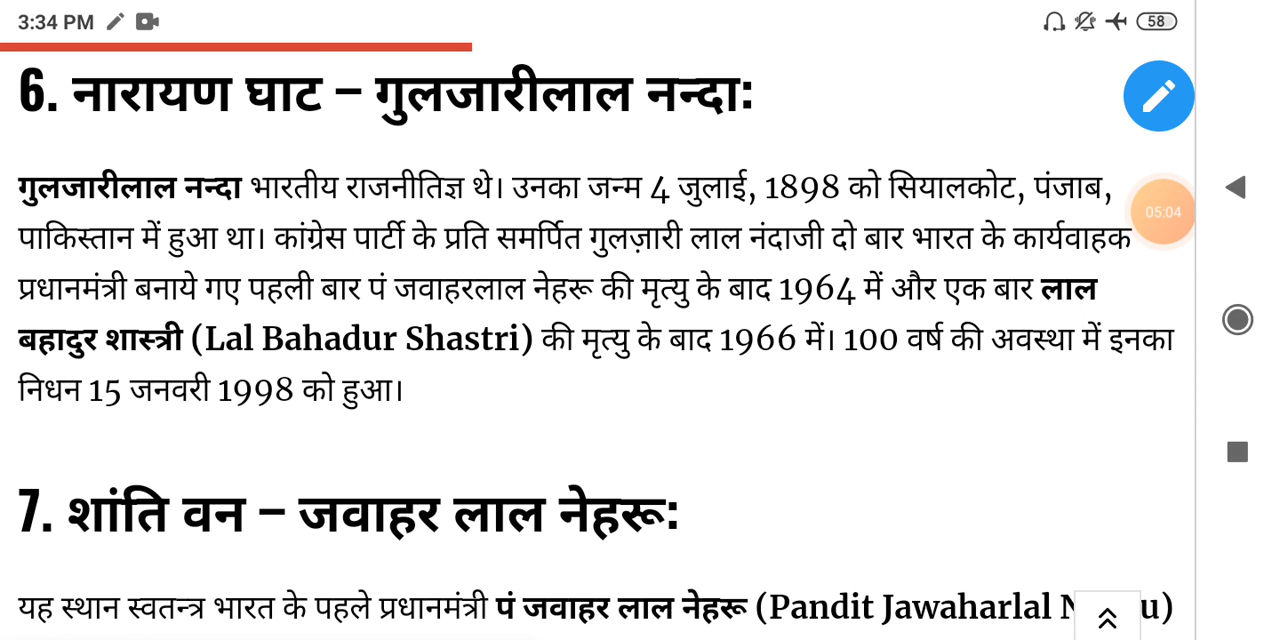 3:34 PM
58
6. नारायण घाट – गुलजारीलाल नन्दा:
05:04
गुलजारीलाल नन्दा भारतीय राजनीतिज्ञ थे। उनका जन्म 4 जुलाई, 1898 को सियालकोट, पंजाब,
पाकिस्तान में हुआ था। कांग्रेस पार्टी के प्रति समर्पित गुलज़ारी लाल नंदाजी दो बार भारत के कार्यवाहक
प्रधानमंत्री बनाये गए पहली बार पं जवाहरलाल नेहरू की मृत्यु के बाद 1964 में और एक बार लाल
बहादुर शास्त्री (Lal Bahadur Shastri) की मृत्यु के बाद 1966 में। 100 वर्ष की अवस्था में इनका
निधन 15 जनवरी 1998 को हुआ।
7. शांति वन – जवाहर लाल नेहरू:
यह स्थान स्वतन्त्र भारत के पहले प्रधानमंत्री पं जवाहर लाल नेहरू (Pandit Jawaharlal